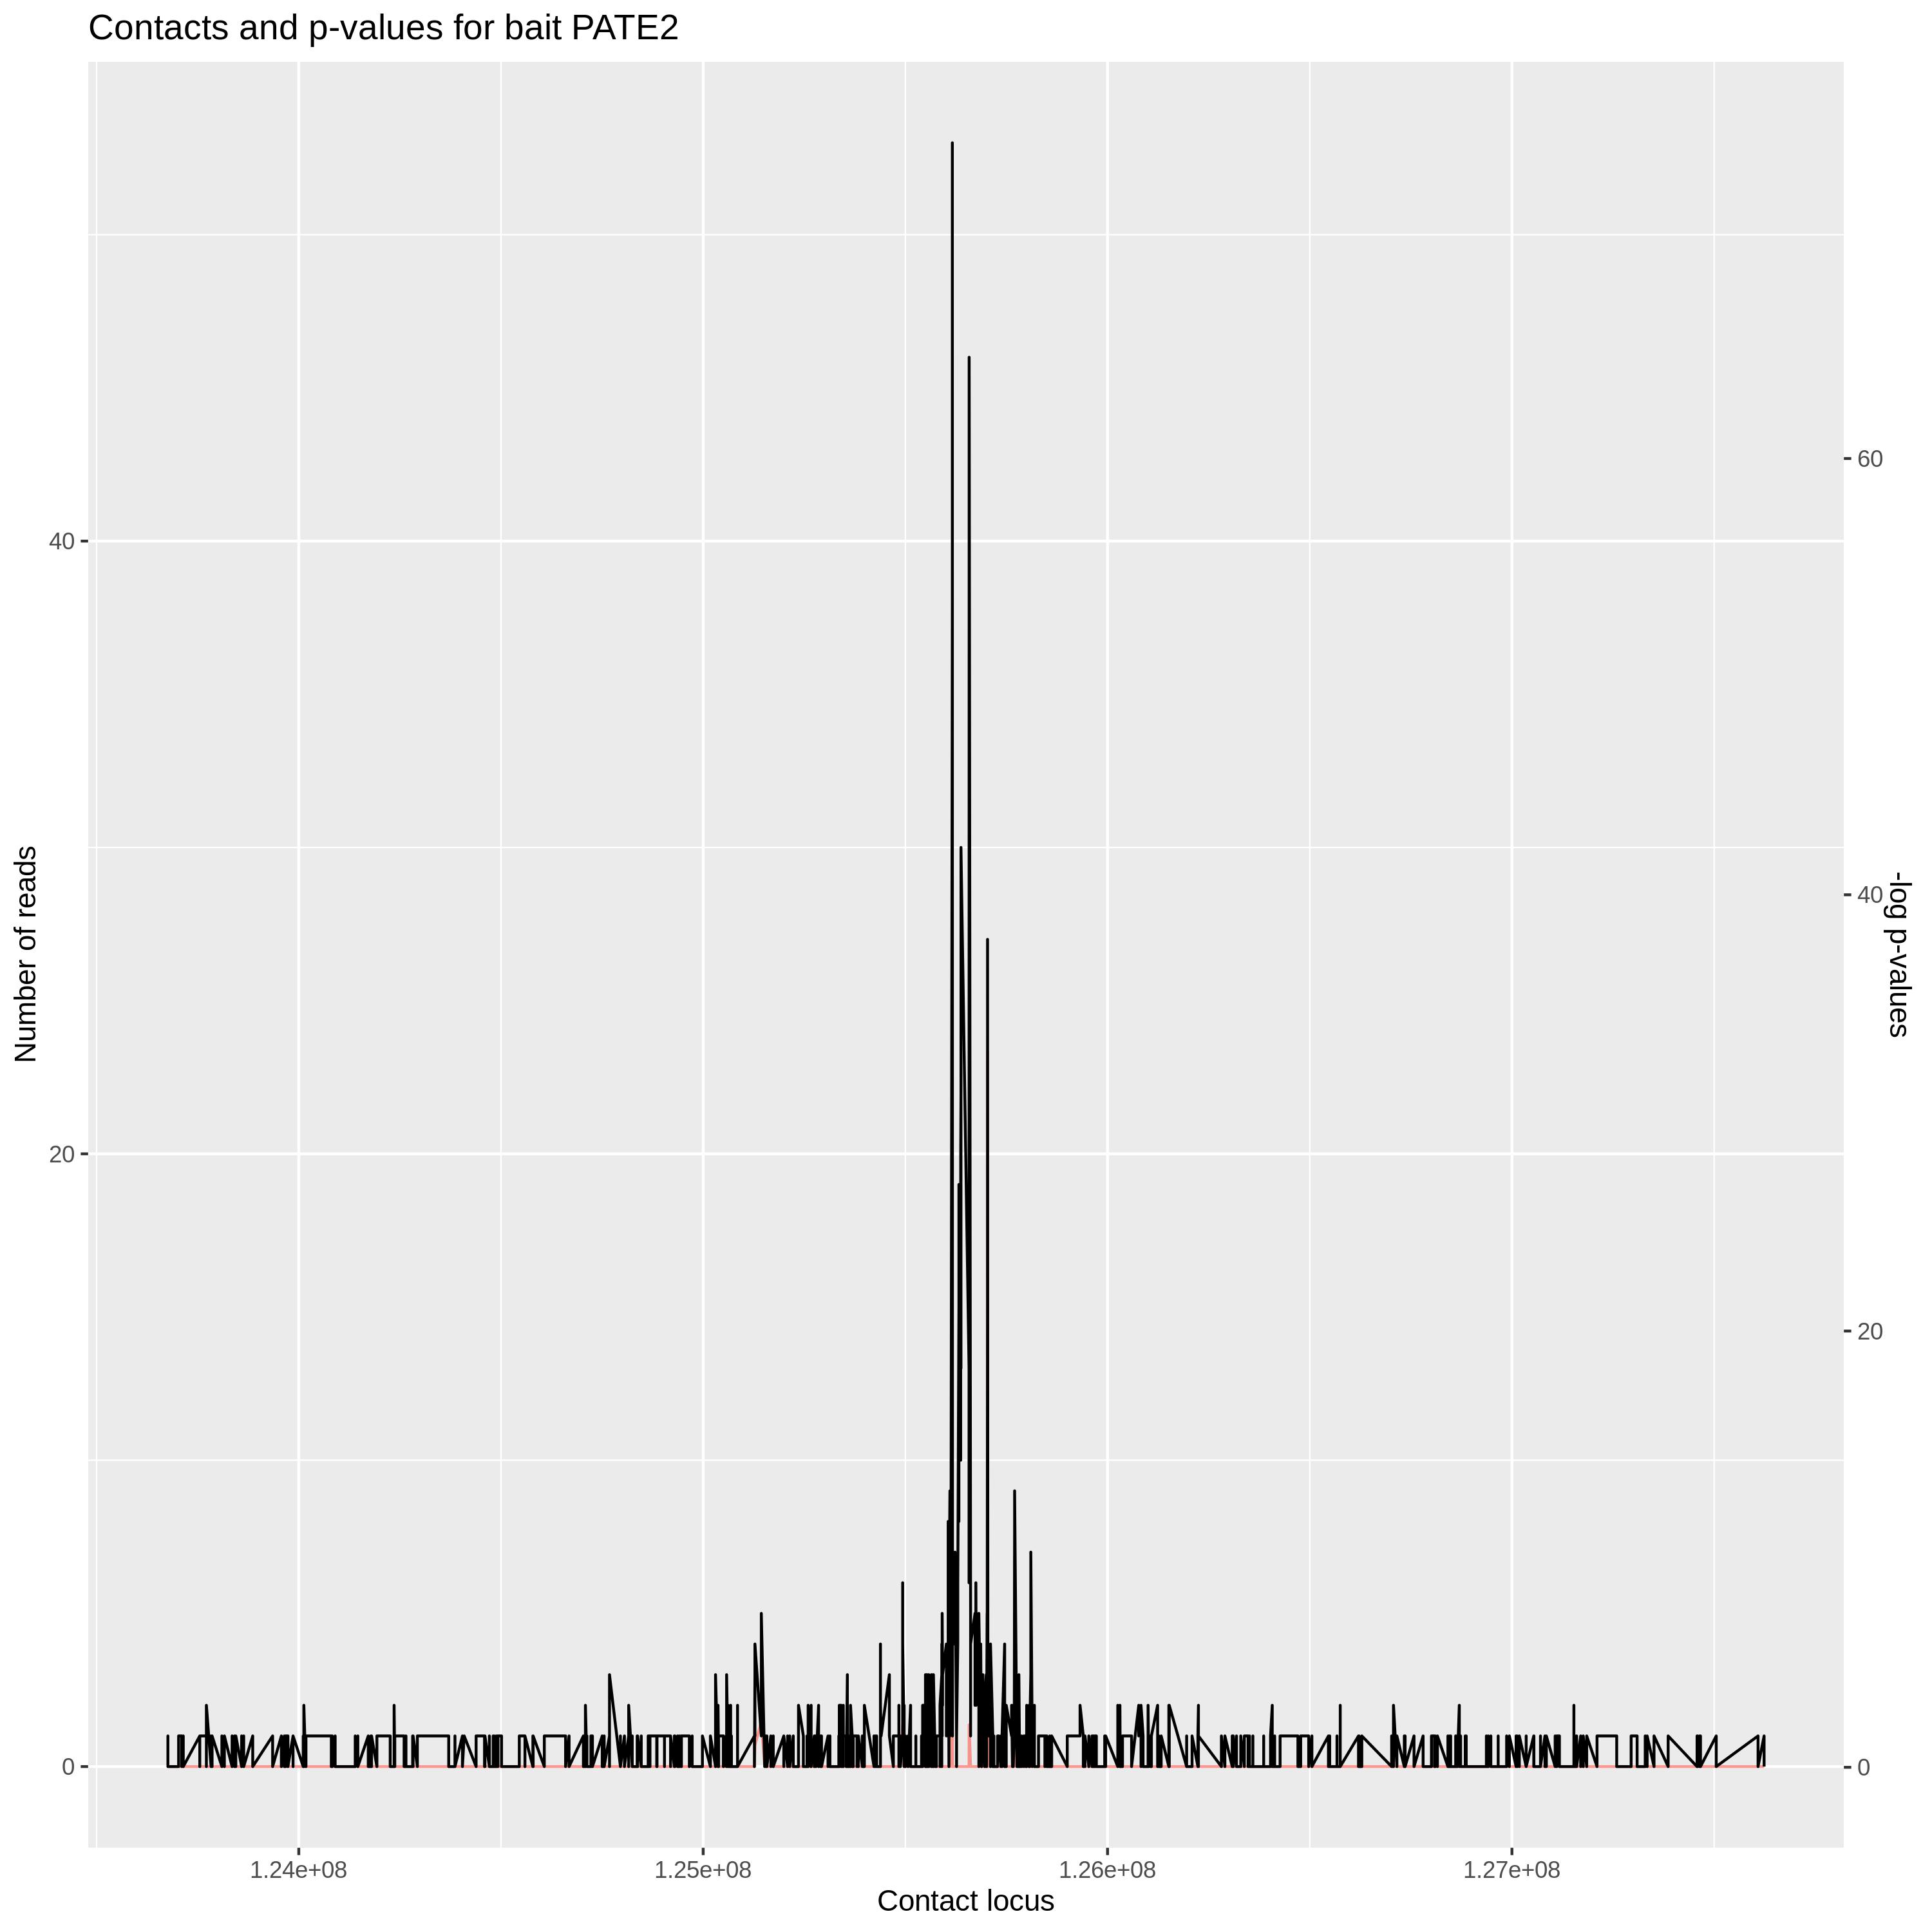 Contacts and p-values for bait PATE2
Number of reads
40
20
0
60
40
20
0
-log p-values
1.24e+08
1.25e+08
1.26e+08
1.27e+08
Contact locus